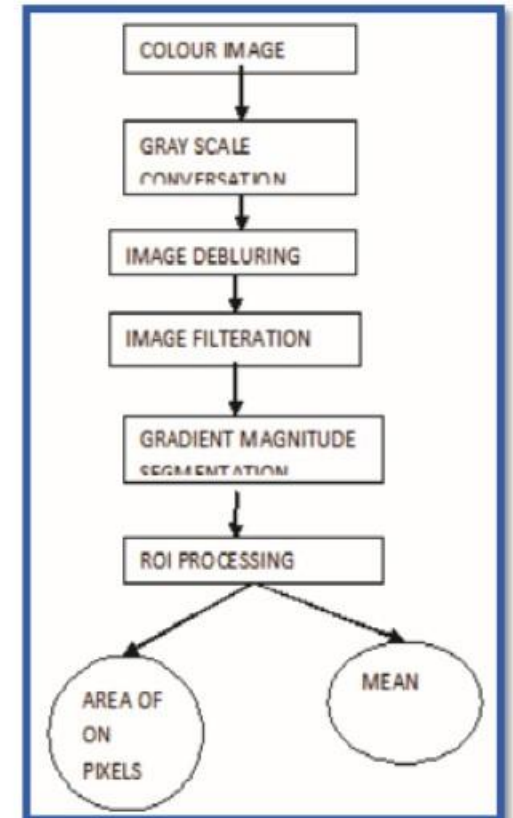 COLOUR IMAGE
GRAY SCALE
CONVERSATION
IMAGE DEBLURING
IMAGE FILTERATION
GRADIENT MAGNITUDE
SEGMENTATION
ROI PROCESSING
AREA OF
ON
PIXELS
MEAN